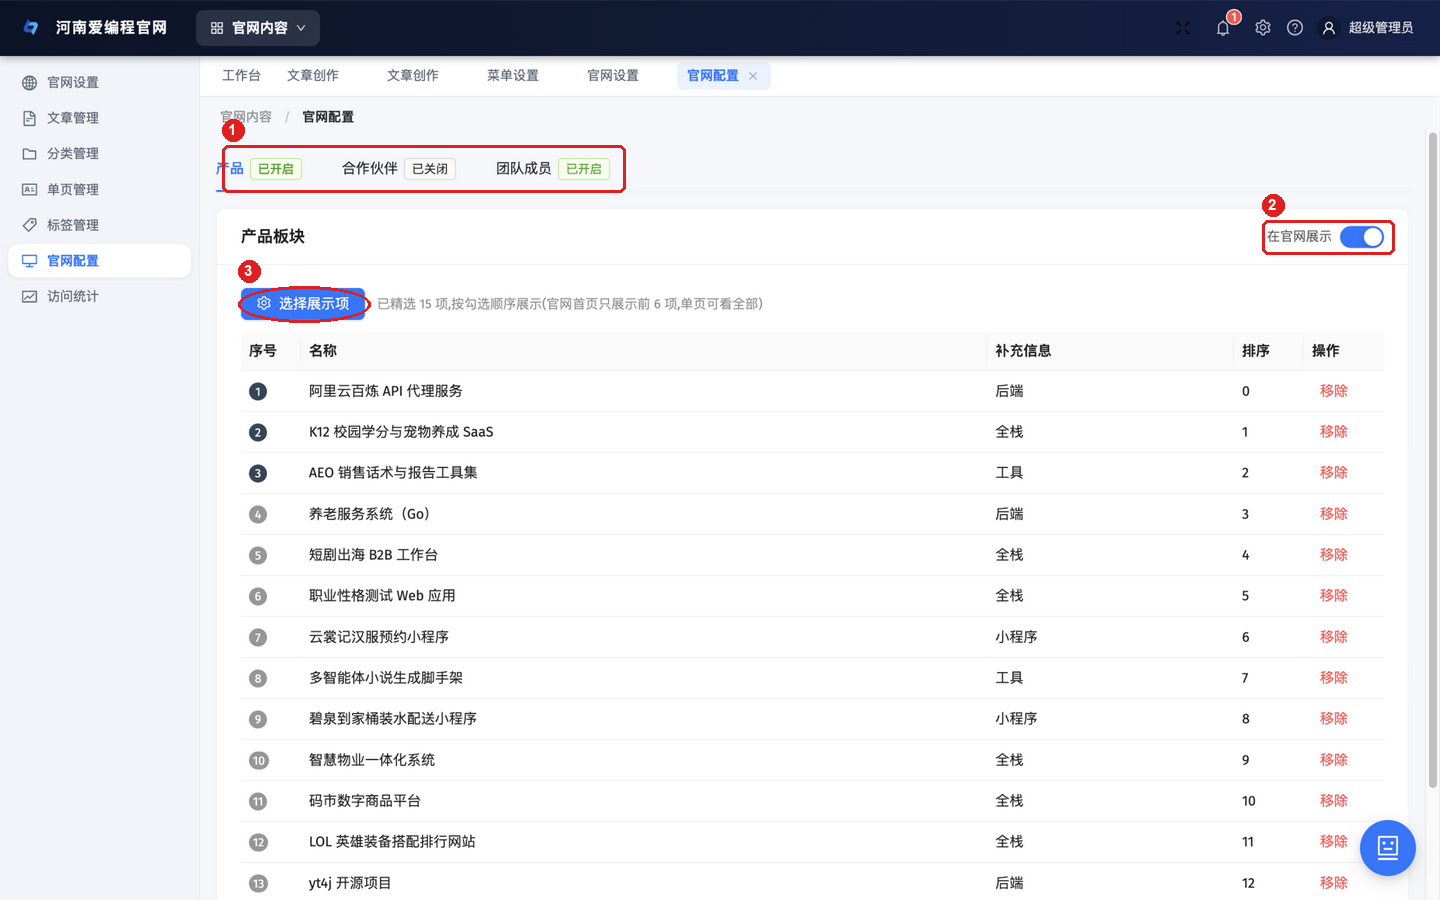 河南爱编程官网
官网内容
1
超级管理员
官网设置
文章管理
分类管理
单页管理
标签管理
官网配置
访问统计
工作台 文章创作 文章创作 菜单设置 官网设置 官网配置
官网内容 / 官网配置
1
产品 已开启 合作伙伴 已关闭 团队成员 已开启
2
产品板块
在官网展示
3
选择展示项 已精选 15 项,按勾选顺序展示(官网首页只展示前 6 项,单页可看全部)
序号 名称 补充信息 排序 操作
1 阿里云百炼 API 代理服务 后端 0 移除
2 K12 校园学分与宠物养成 SaaS 全栈 1 移除
3 AEO 销售话术与报告工具集 工具 2 移除
4 养老服务系统（Go） 后端 3 移除
5 短剧出海 B2B 工作台 全栈 4 移除
6 职业性格测试 Web 应用 全栈 5 移除
7 云裳记汉服预约小程序 小程序 6 移除
8 多智能体小说生成脚手架 工具 7 移除
9 碧泉到家桶装水配送小程序 小程序 8 移除
10 智慧物业一体化系统 全栈 9 移除
11 码市数字商品平台 全栈 10 移除
12 LOL 英雄装备搭配排行网站 全栈 11 移除
13 yt4j 开源项目 后端 12 移除